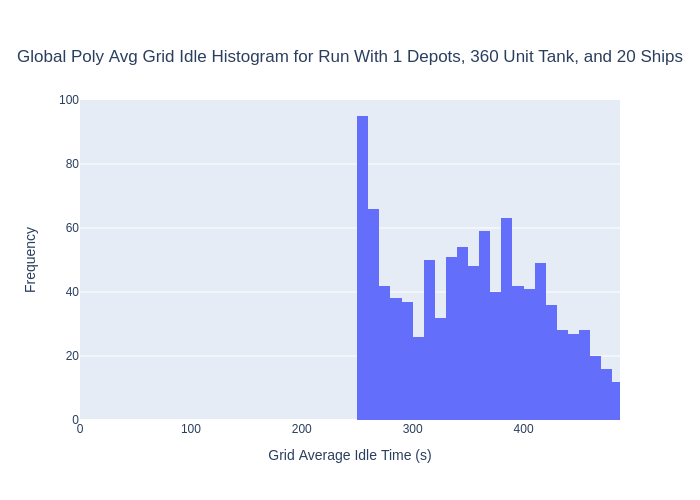 Global Poly Avg Grid Idle Histogram for Run With 1 Depots, 360 Unit Tank, and 20 Ships
100
80
60
40
20
0
Frequency
0 100 200 300 400
Grid Average Idle Time (s)